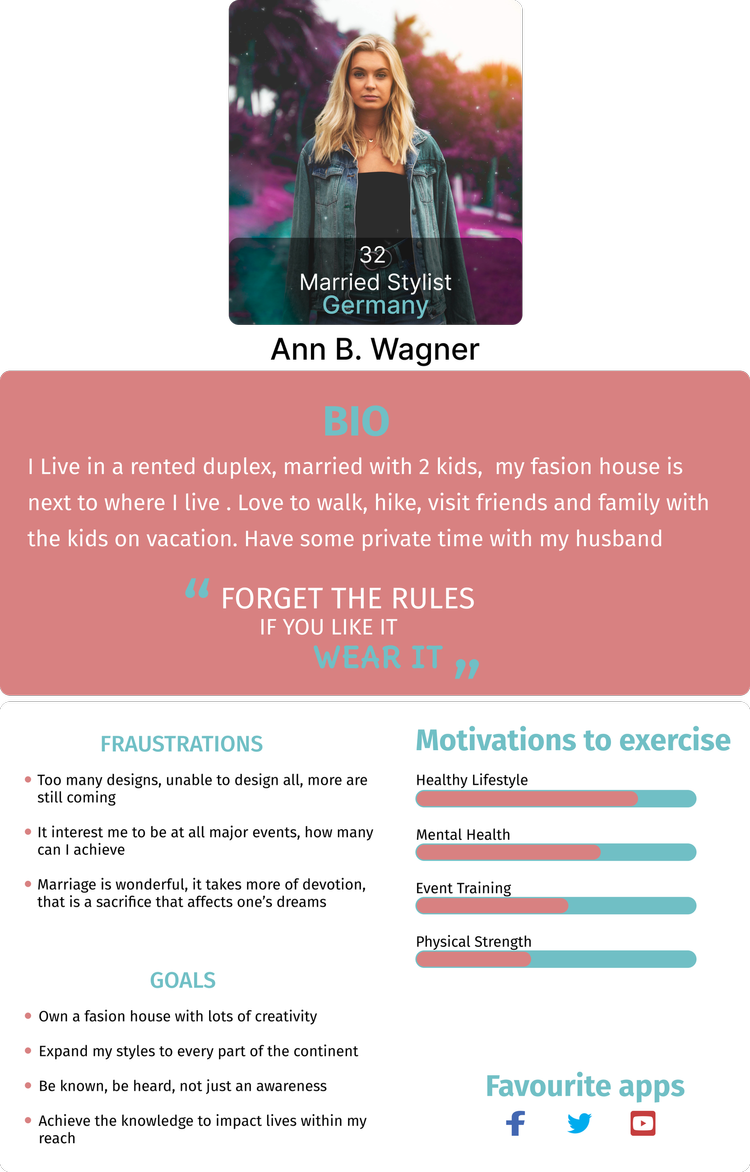 32
Married Stylist
Germany
Ann B. Wagner
BIO
I Live in a rented duplex, married with 2 kids,  my fasion house is
next to where I live . Love to walk, hike, visit friends and family with
the kids on vacation. Have some private time with my husband
“ FORGET THE RULES
IF YOU LIKE IT
WEAR IT „
FRAUSTRATIONS
Too many designs, unable to design all, more are
still coming
It interest me to be at all major events, how many
can I achieve
Marriage is wonderful, it takes more of devotion,
that is a sacrifice that affects one’s dreams
GOALS
Own a fasion house with lots of creativity
Expand my styles to every part of the continent
Be known, be heard, not just an awareness
Achieve the knowledge to impact lives within my
reach
Motivations to exercise
Healthy Lifestyle
Mental Health
Event Training
Physical Strength
Favourite apps